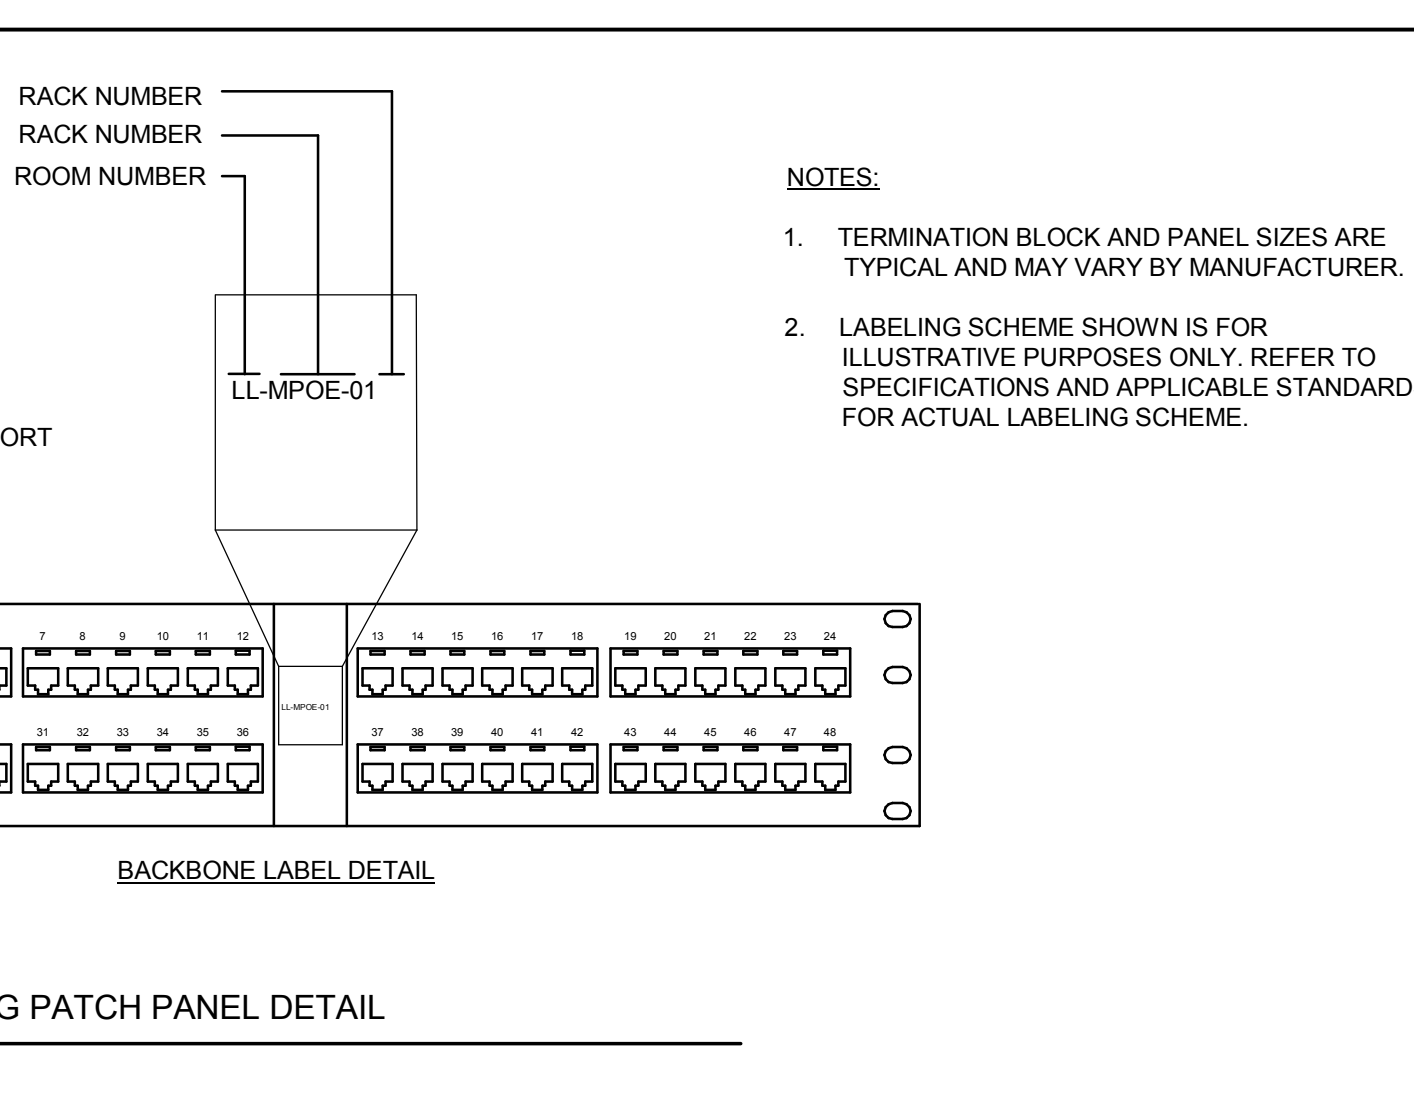 RACK NUMBER
RACK NUMBER
ROOM NUMBER
LL-MPOE-01
ORT
NOTES:
1. TERMINATION BLOCK AND PANEL SIZES ARE
TYPICAL AND MAY VARY BY MANUFACTURER.
2. LABELING SCHEME SHOWN IS FOR
ILLUSTRATIVE PURPOSES ONLY. REFER TO
SPECIFICATIONS AND APPLICABLE STANDARD
FOR ACTUAL LABELING SCHEME.
7 8 9 10 11 12 13 14 15 16 17 18 19 20 21 22 23 24
LL-MPOE-01
31 32 33 34 35 36 37 38 39 40 41 42 43 44 45 46 47 48
BACKBONE LABEL DETAIL
G PATCH PANEL DETAIL